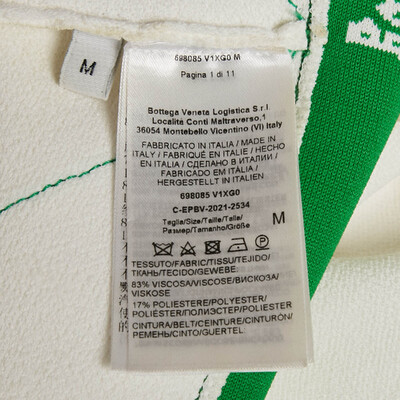 698085 V1XG0 M
Pagina 1 di 11
M
Bottega Veneta Logistica S.r.l.
Località Conti Maltraverso,1
36054 Montebello Vicentino (VI) Italy
FABBRICATO IN ITALIA / MADE IN
ITALY / FABRIQUÉ EN ITALIE / HECHO
EN ITALIA / СДЕЛАНО В ИТАЛИИ /
FABRICADO EM ITÁLIA /
HERGESTELLT IN ITALIEN
698085 V1XG0
C-EPBV-2021-2534
Taglia/Size/Taille/Talla/
Размер/Tamanho/Größe
M
TESSUTO/FABRIC/TISSU/TEJIDO/
ТКАНЬ/TECIDO/GEWEBE:
83% VISCOSA/VISCOSE/ВИСКОЗА/
VISKOSE
17% POLIESTERE/POLYESTER/
POLIÉSTER/ПОЛИЭСТЕР/POLYESTER
CINTURA/BELT/CEINTURE/CINTURON/
РЕМЕНЬ/CINTO/GUERTEL: